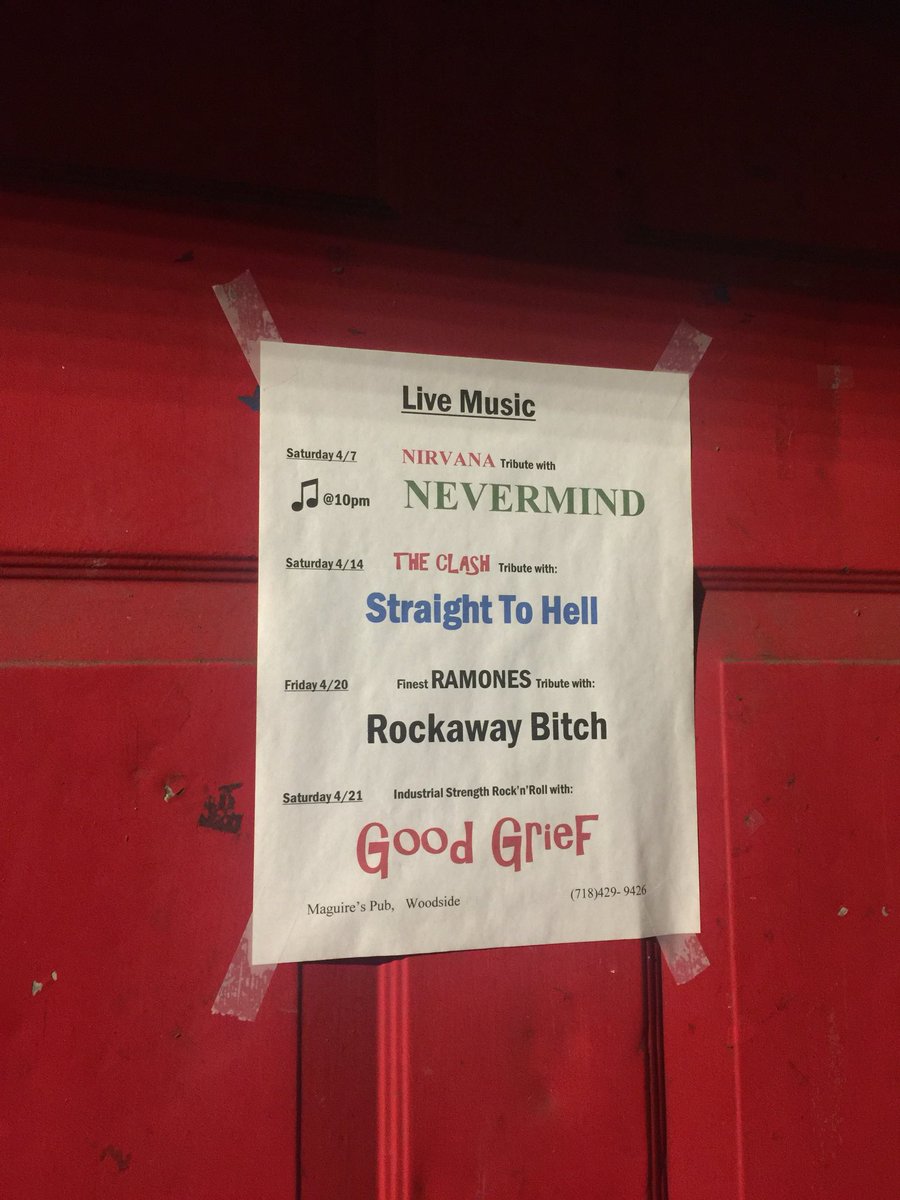 Live Music
Saturday 4/7 NIRVANA Tribute with
@10pm NEVERMIND
Saturday 4/14 THE CLASH Tribute with:
Straight To Hell
Friday 4/20 Finest RAMONES Tribute with:
Rockaway Bitch
Saturday 4/21 Industrial Strength Rock'n'Roll with:
Good Grief
Maguire's Pub, Woodside (718)429- 9426